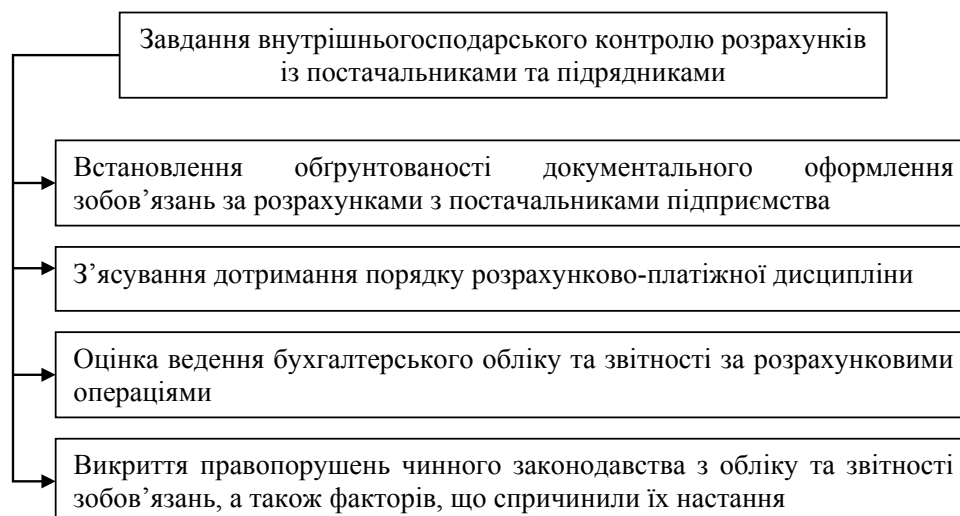 Завдання внутрішньогосподарського контролю розрахунків
із постачальниками та підрядниками
Встановлення обґрунтованості документального оформлення
зобов’язань за розрахунками з постачальниками підприємства
З’ясування дотримання порядку розрахунково-платіжної дисципліни
Оцінка ведення бухгалтерського обліку та звітності за розрахунковими
операціями
Викриття правопорушень чинного законодавства з обліку та звітності
зобов’язань, а також факторів, що спричинили їх настання